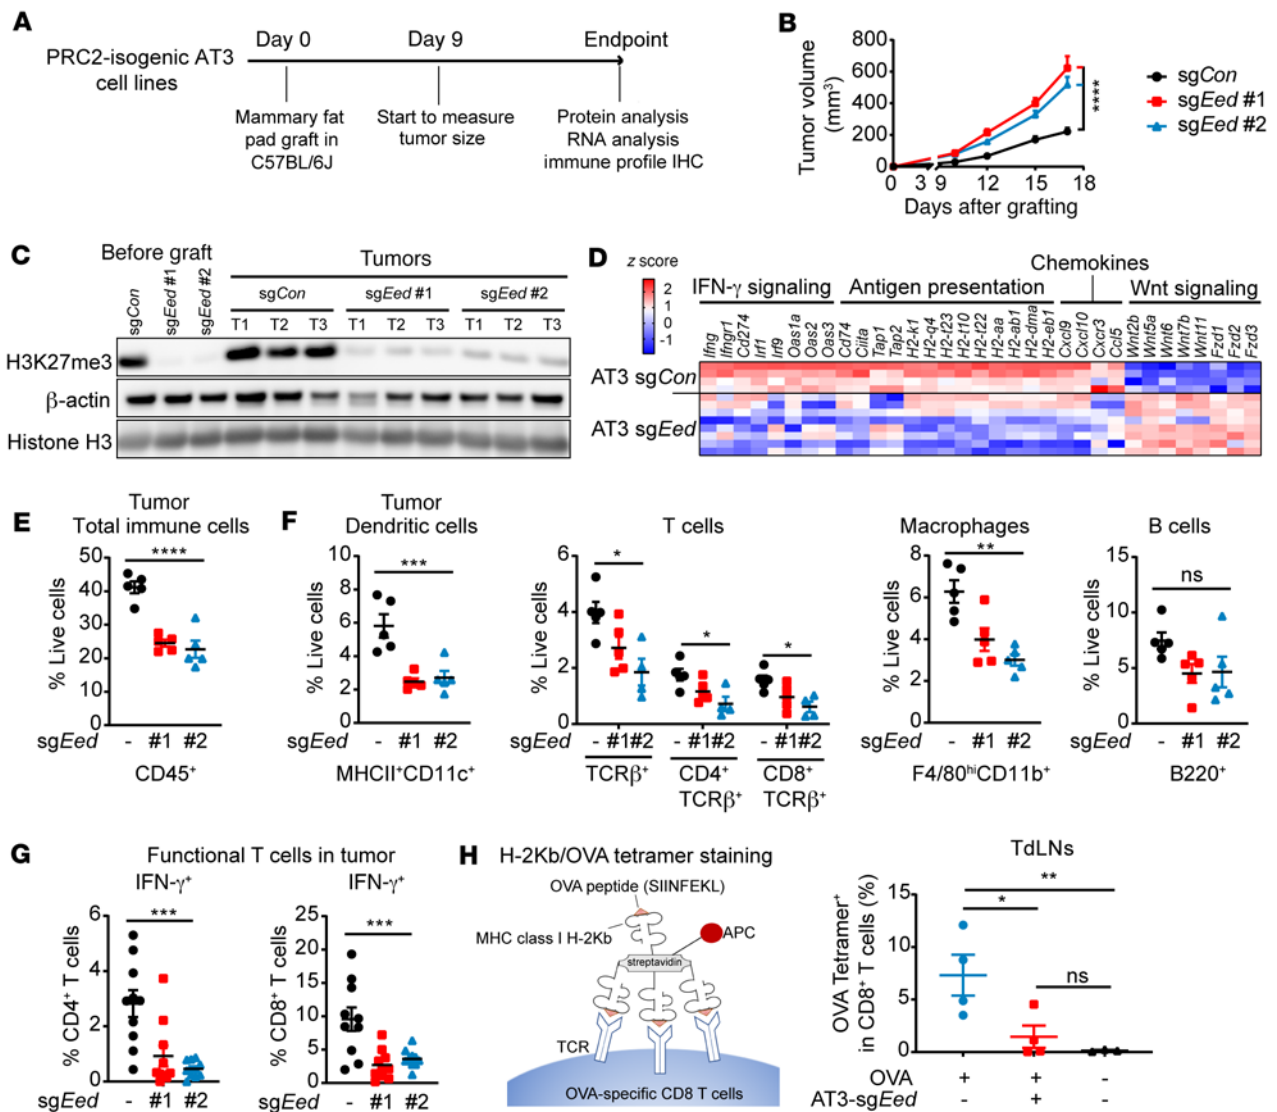 A
PRC2-isogenic AT3
cell lines
Day 0
Day 9
Endpoint
Mammary fat
pad graft in
C57BL/6J
Start to measure
tumor size
Protein analysis
RNA analysis
immune profile IHC
B
Tumor volume
(mm³)
800
600
400
200
0
0 3 9 12 15 18
Days after grafting
****
sgCon
sgEed #1
sgEed #2
C
Before graft
Tumors
sgCon
sgEed #1
sgEed #2
sgCon
sgEed #1
sgEed #2
T1 T2 T3 T1 T2 T3 T1 T2 T3
H3K27me3
β-actin
Histone H3
D
z score
2
1
0
-1
Chemokines
IFN-γ signaling
Antigen presentation
Wnt signaling
Ifng
Ifngr1
Cd274
Irf1
Irf9
Oas1a
Oas2
Oas3
Cd74
Ciita
Tap1
Tap2
H2-k1
H2-q4
H2-t23
H2-t10
H2-t22
H2-aa
H2-ab1
H2-dma
H2-eb1
Cxcl9
Cxcl10
Cxcr3
Ccl5
Wnt2b
Wnt5a
Wnt6
Wnt7b
Wnt11
Fzd1
Fzd2
Fzd3
AT3 sgCon
AT3 sgEed
E
Tumor
Total immune cells
****
% Live cells
50
40
30
20
10
0
sgEed - #1 #2
CD45⁺
F
Tumor
Dendritic cells
***
% Live cells
10
8
6
4
2
0
sgEed - #1 #2
MHCII⁺CD11c⁺
T cells
% Live cells
6
4
2
0
*
*
*
sgEed - #1#2 - #1#2 - #1#2
TCRβ⁺
CD4⁺
TCRβ⁺
CD8⁺
TCRβ⁺
Macrophages
**
% Live cells
8
6
4
2
0
sgEed - #1 #2
F4/80ʰⁱCD11b⁺
B cells
ns
% Live cells
15
10
5
0
sgEed - #1 #2
B220⁺
G
Functional T cells in tumor
IFN-γ⁺
***
% CD4⁺ T cells
6
4
2
0
sgEed - #1 #2
IFN-γ⁺
***
% CD8⁺ T cells
25
20
15
10
5
0
sgEed - #1 #2
H
H-2Kb/OVA tetramer staining
OVA peptide (SIINFEKL)
MHC class I H-2Kb
APC
streptavidin
TCR
OVA-specific CD8 T cells
TdLNs
**
*
ns
OVA Tetramer⁺
in CD8⁺ T cells (%)
15
10
5
0
OVA + + -
AT3-sgEed - + -